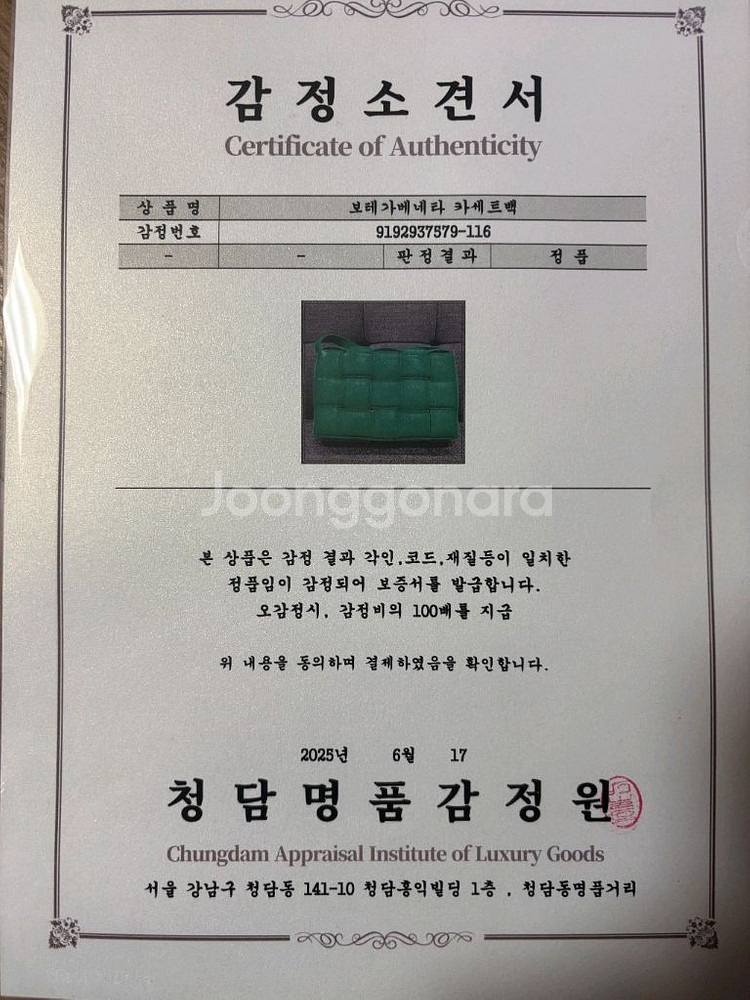 감정소견서
Certificate of Authenticity
상품명 보테가베네타 카세트백
감정번호 9192937579-116
- - 판정결과 정품
Joonggonara
본 상품은 감정 결과 각인,코드,재질등이 일치한
정품임이 감정되어 보증서를 발급합니다.
오감정시, 감정비의 100배를 지급
위 내용을 동의하며 결제하였음을 확인합니다.
2025년 6월 17
청담명품감정원
Chungdam Appraisal Institute of Luxury Goods
서울 강남구 청담동 141-10 청담홍익빌딩 1층 , 청담동명품거리